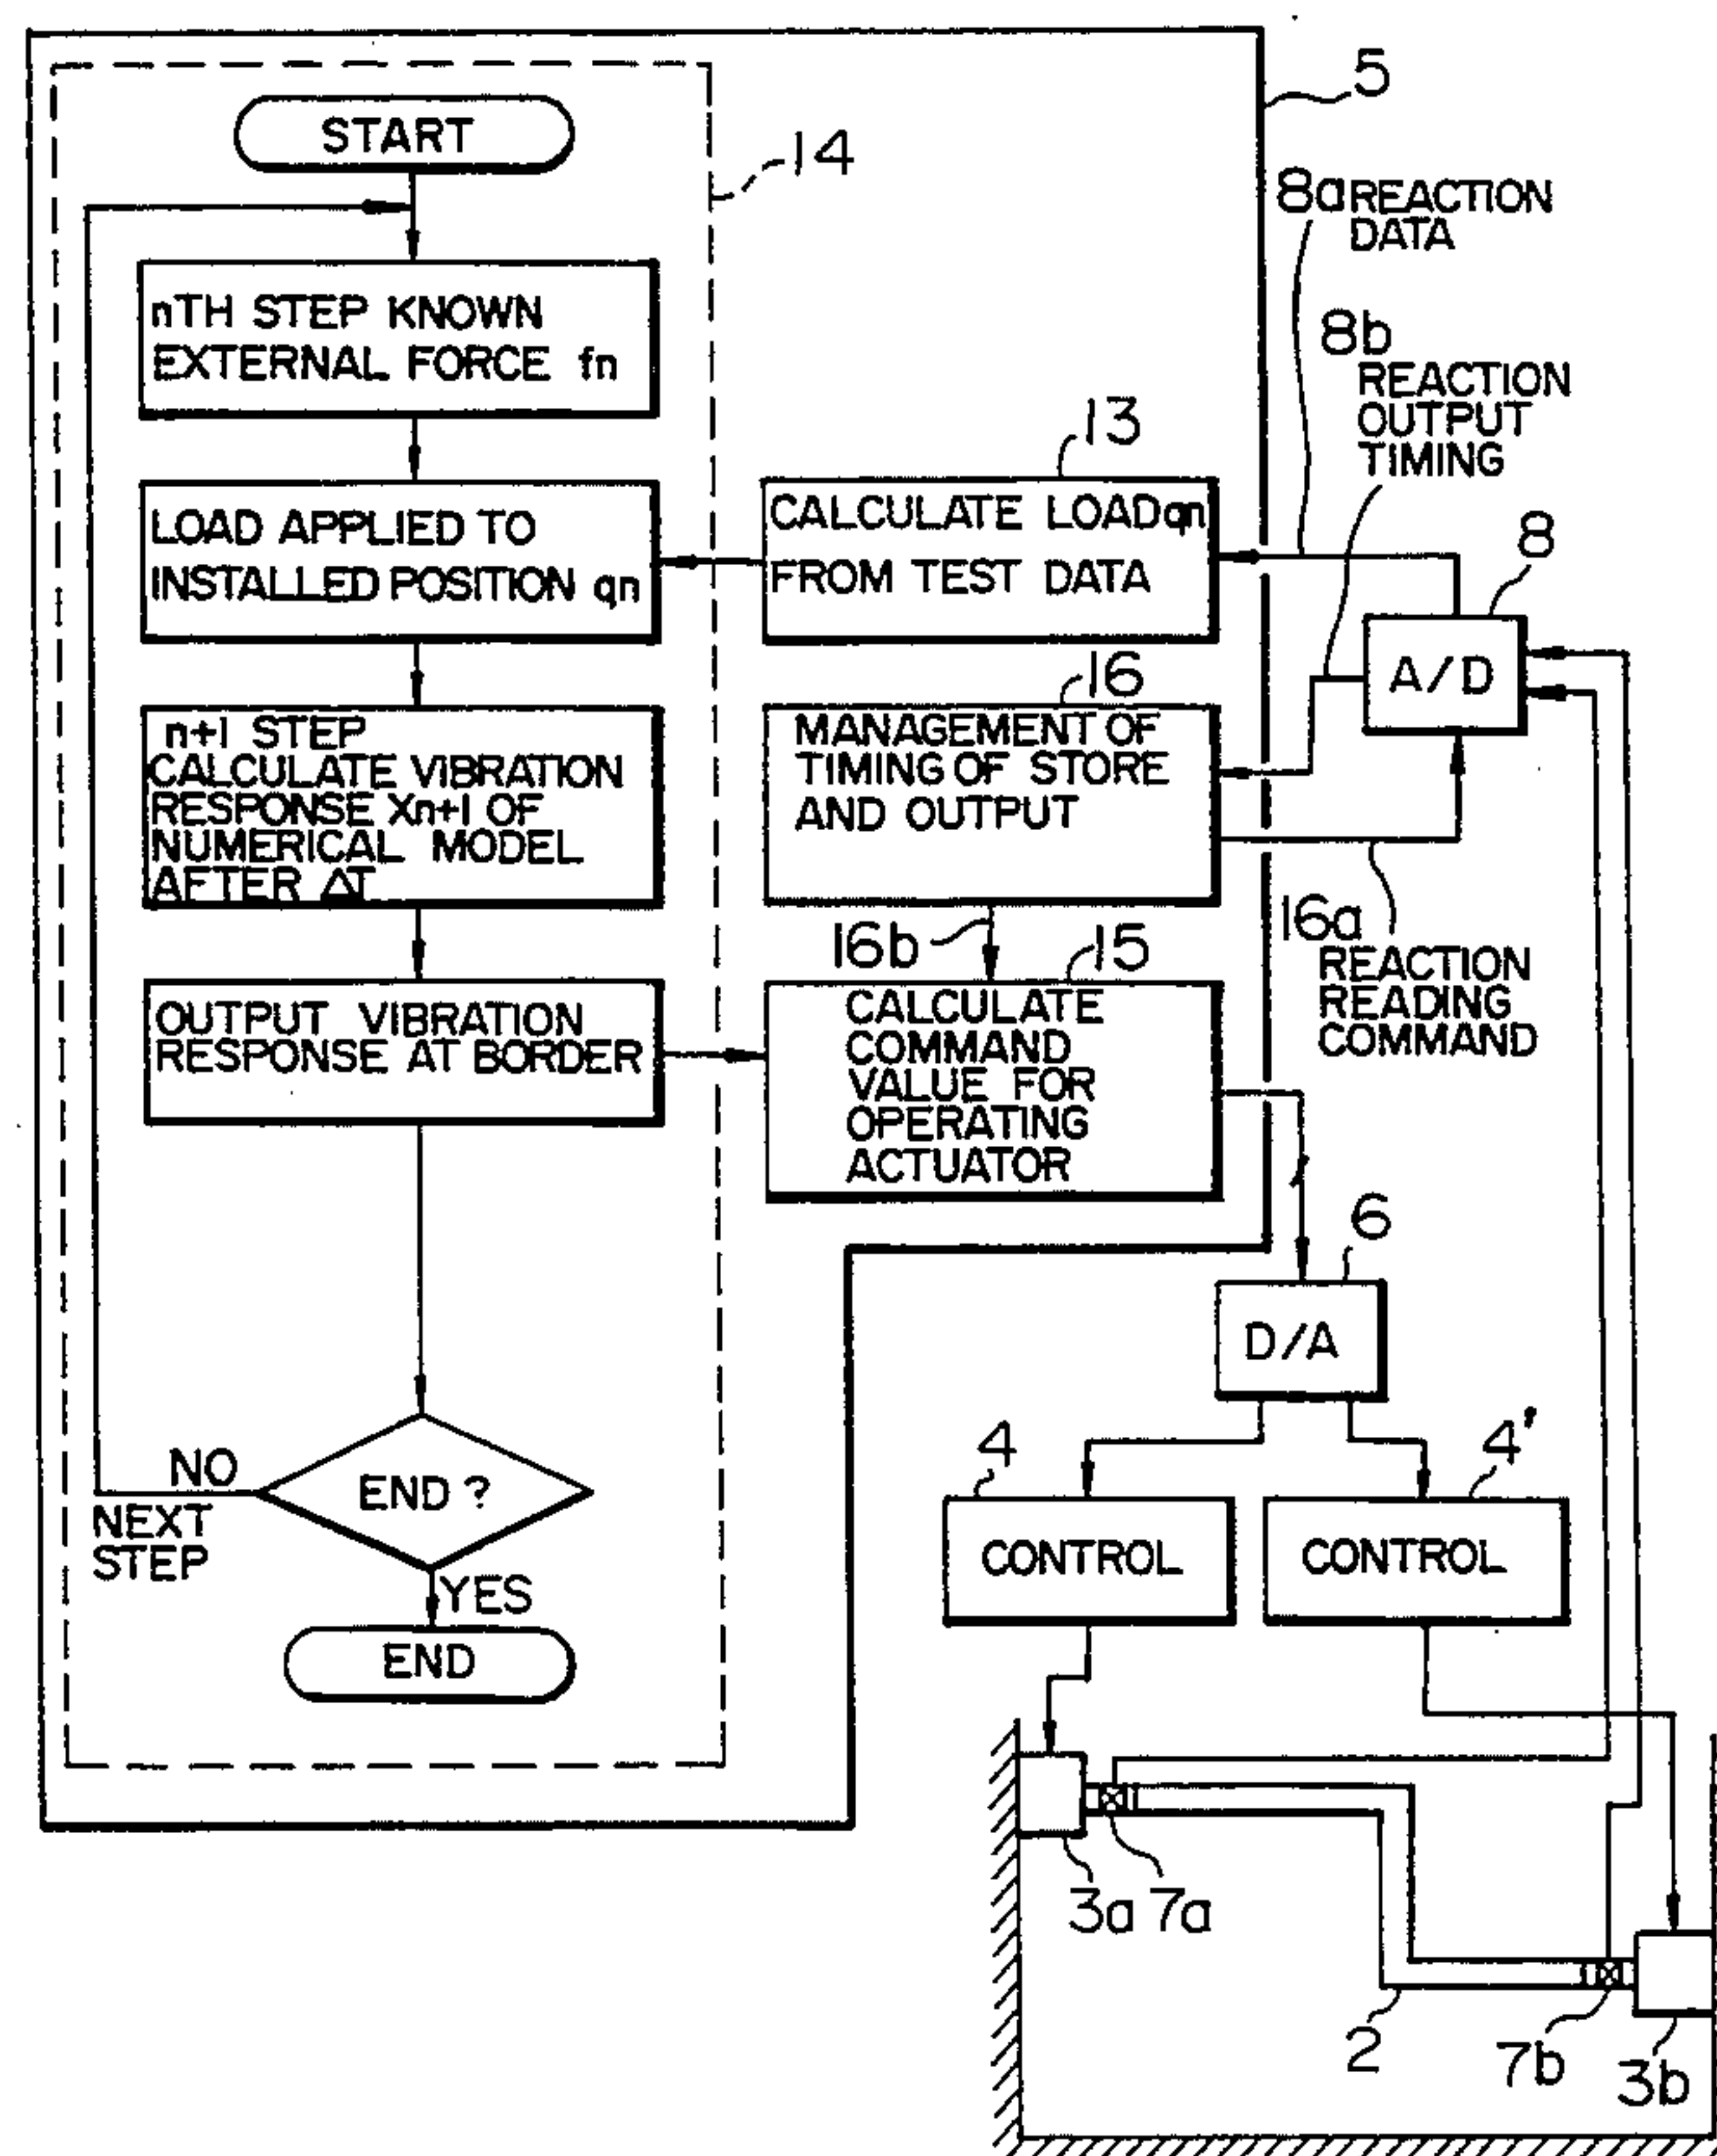 START
nTH STEP KNOWN
EXTERNAL FORCE fn
LOAD APPLIED TO
INSTALLED POSITION qn
n+1 STEP
CALCULATE VIBRATION
RESPONSE Xn+1 OF
NUMERICAL MODEL
AFTER ΔT
OUTPUT VIBRATION
RESPONSE AT BORDER
END ?
NO
NEXT
STEP
YES
END
14
5
13
CALCULATE LOAD qn
FROM TEST DATA
16
MANAGEMENT OF
TIMING OF STORE
AND OUTPUT
16b
15
CALCULATE
COMMAND
VALUE FOR
OPERATING
ACTUATOR
8a REACTION
DATA
8b
REACTION
OUTPUT
TIMING
8
A/D
16a
REACTION
READING
COMMAND
6
D/A
4
CONTROL
4'
CONTROL
3a
7a
2
7b
3b